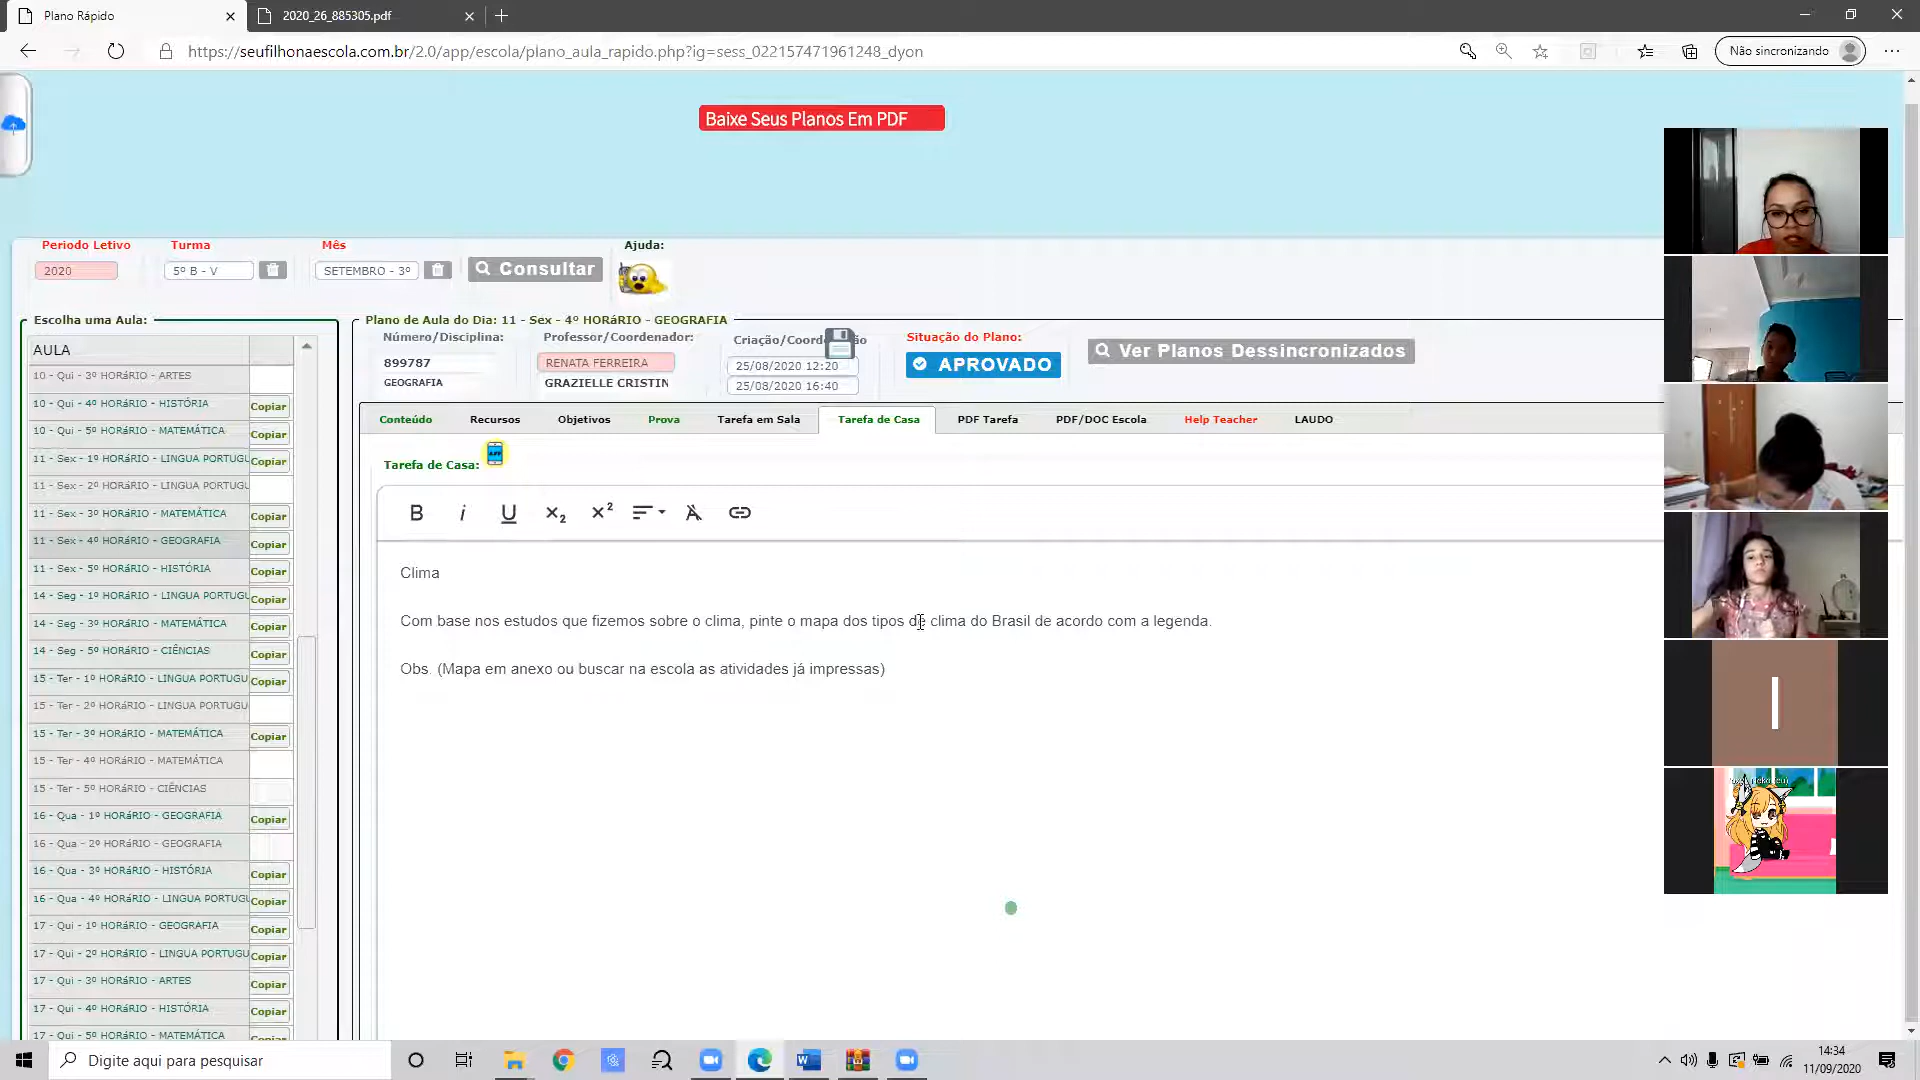 Plano Rápido
2020_26_885305.pdf
https://seufilhonaescola.com.br/2.0/app/escola/plano_aula_rapido.php?ig=sess_022157471961248_dyon
Não sincronizando
Baixe Seus Planos Em PDF
Periodo Letivo
Turma
Mês
Ajuda:
2020
5º B - V
SETEMBRO - 3º
Consultar
Escolha uma Aula:
AULA
10 - Qui - 3º HORáRIO - ARTES
10 - Qui - 4º HORáRIO - HISTÓRIA Copiar
10 - Qui - 5º HORáRIO - MATEMÁTICA Copiar
11 - Sex - 1º HORáRIO - LINGUA PORTUGU Copiar
11 - Sex - 2º HORáRIO - LINGUA PORTUGU
11 - Sex - 3º HORáRIO - MATEMÁTICA Copiar
11 - Sex - 4º HORáRIO - GEOGRAFIA Copiar
11 - Sex - 5º HORáRIO - HISTÓRIA Copiar
14 - Seg - 1º HORáRIO - LINGUA PORTUGU Copiar
14 - Seg - 3º HORáRIO - MATEMÁTICA Copiar
14 - Seg - 5º HORáRIO - CIÊNCIAS Copiar
15 - Ter - 1º HORáRIO - LINGUA PORTUGU Copiar
15 - Ter - 2º HORáRIO - LINGUA PORTUGU
15 - Ter - 3º HORáRIO - MATEMÁTICA Copiar
15 - Ter - 4º HORáRIO - MATEMÁTICA
15 - Ter - 5º HORáRIO - CIÊNCIAS
16 - Qua - 1º HORáRIO - GEOGRAFIA Copiar
16 - Qua - 2º HORáRIO - GEOGRAFIA
16 - Qua - 3º HORáRIO - HISTÓRIA Copiar
16 - Qua - 4º HORáRIO - LINGUA PORTUGU Copiar
17 - Qui - 1º HORáRIO - GEOGRAFIA Copiar
17 - Qui - 2º HORáRIO - LINGUA PORTUGU Copiar
17 - Qui - 3º HORáRIO - ARTES Copiar
17 - Qui - 4º HORáRIO - HISTÓRIA Copiar
17 - Qui - 5º HORáRIO - MATEMÁTICA Copiar
Plano de Aula do Dia: 11 - Sex - 4º HORáRIO - GEOGRAFIA
Número/Disciplina:
899787
GEOGRAFIA
Professor/Coordenador:
RENATA FERREIRA
GRAZIELLE CRISTIN
Criação/Coord
25/08/2020 12:20
25/08/2020 16:40
Situação do Plano:
APROVADO
Ver Planos Dessincronizados
Conteúdo Recursos Objetivos Prova Tarefa em Sala Tarefa de Casa PDF Tarefa PDF/DOC Escola Help Teacher LAUDO
Tarefa de Casa:
APP
Clima
Com base nos estudos que fizemos sobre o clima, pinte o mapa dos tipos de clima do Brasil de acordo com a legenda.
Obs. (Mapa em anexo ou buscar na escola as atividades já impressas)
I
Digite aqui para pesquisar
14:34
11/09/2020